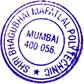 SHRI BHAGUBHAI MAFATLAL POLYTECHNIC
MUMBAI
400 056.